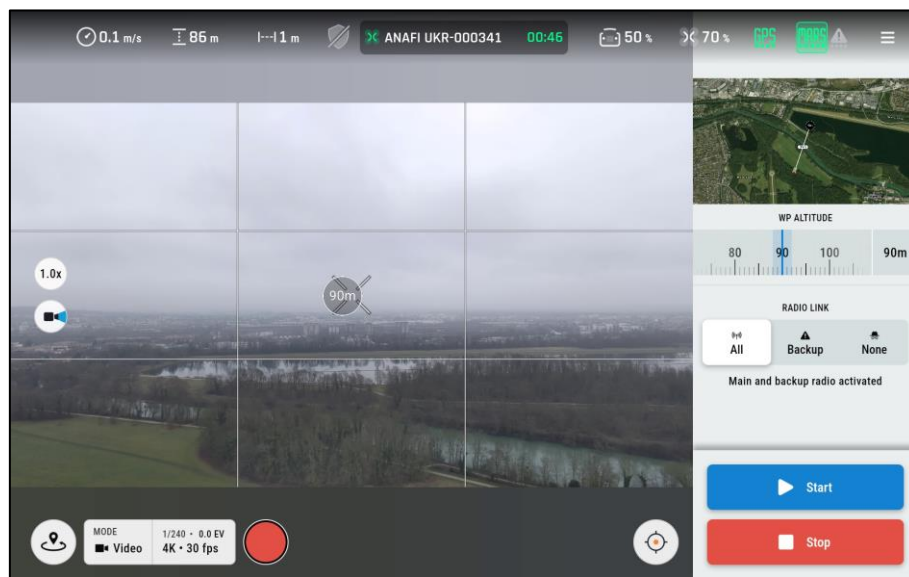 0.1 m/s 86 m 1 m ANAFI UKR-000341 00:46 50 % 70 % GPS MARS
WP ALTITUDE
80 90 100 90m
1.0x
90m
RADIO LINK
All Backup None
Main and backup radio activated
Start
MODE 1/240 • 0.0 EV
Video 4K • 30 fps
Stop